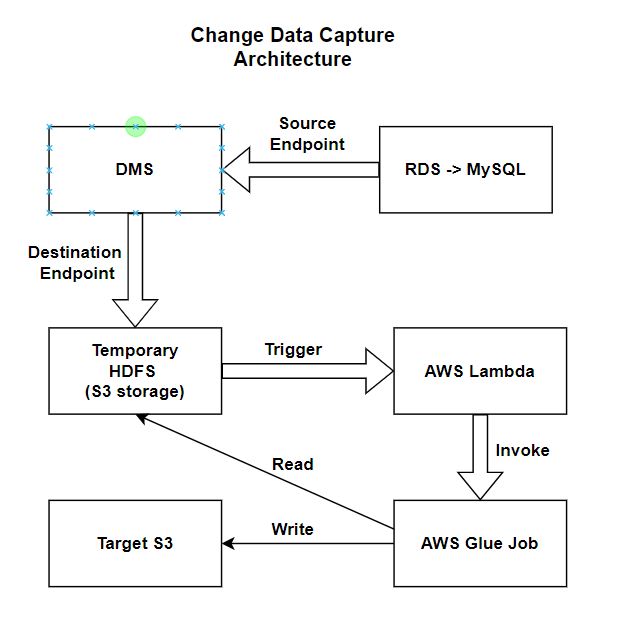 Change Data Capture
Architecture
Source
Endpoint
DMS
RDS -> MySQL
Destination
Endpoint
Temporary
HDFS
(S3 storage)
Trigger
AWS Lambda
Invoke
Read
Target S3
Write
AWS Glue Job